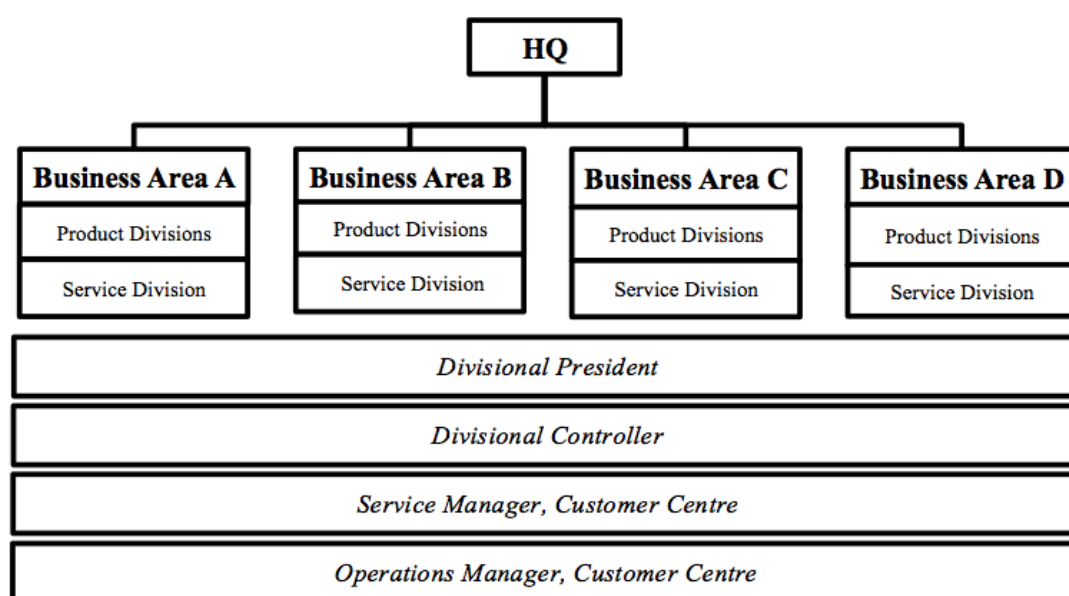 HQ
Business Area A
Business Area B
Business Area C
Business Area D
Product Divisions
Product Divisions
Product Divisions
Product Divisions
Service Division
Service Division
Service Division
Service Division
Divisional President
Divisional Controller
Service Manager, Customer Centre
Operations Manager, Customer Centre